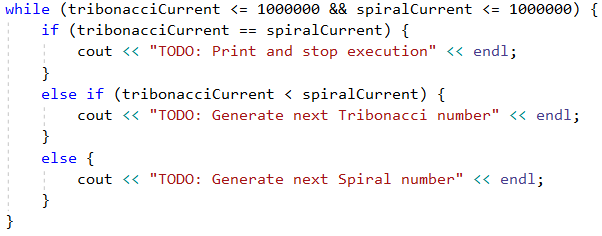 while (tribonacciCurrent <= 1000000 && spiralCurrent <= 1000000) {
    if (tribonacciCurrent == spiralCurrent) {
        cout << "TODO: Print and stop execution" << endl;
    }
    else if (tribonacciCurrent < spiralCurrent) {
        cout << "TODO: Generate next Tribonacci number" << endl;
    }
    else {
        cout << "TODO: Generate next Spiral number" << endl;
    }
}